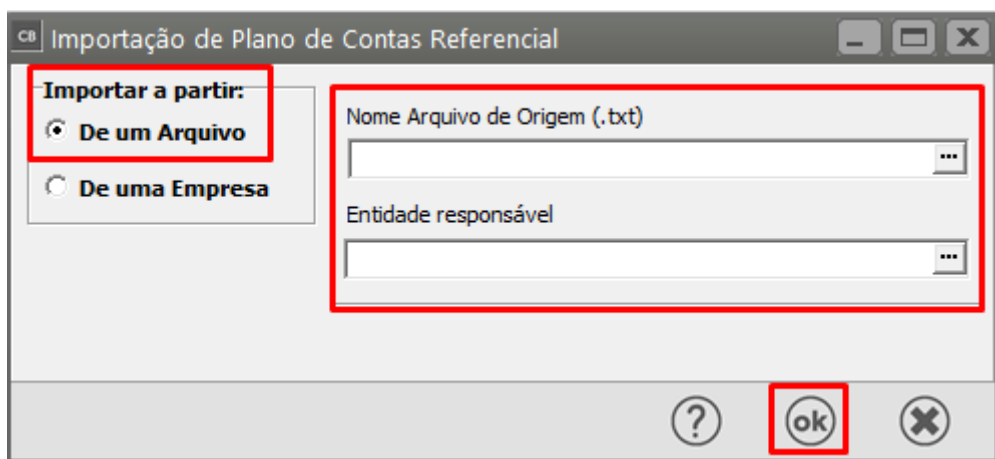 CB Importação de Plano de Contas Referencial
Importar a partir:
De um Arquivo
De uma Empresa
Nome Arquivo de Origem (.txt)
...
Entidade responsável
...
? ok